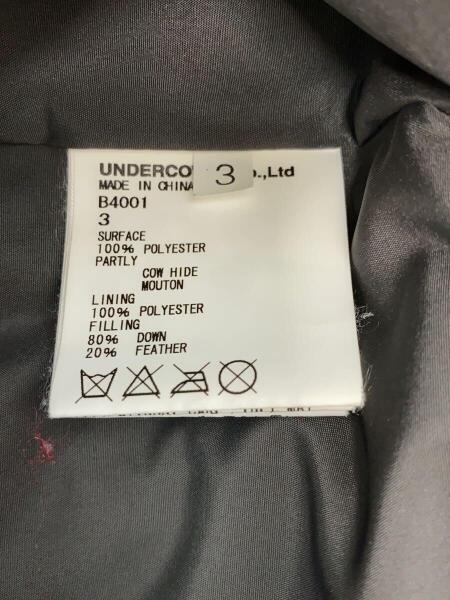 UNDERCO 3 .,Ltd
MADE IN CHINA
B4001
3
SURFACE
100% POLYESTER
PARTLY
COW HIDE
MOUTON
LINING
100% POLYESTER
FILLING
80% DOWN
20% FEATHER